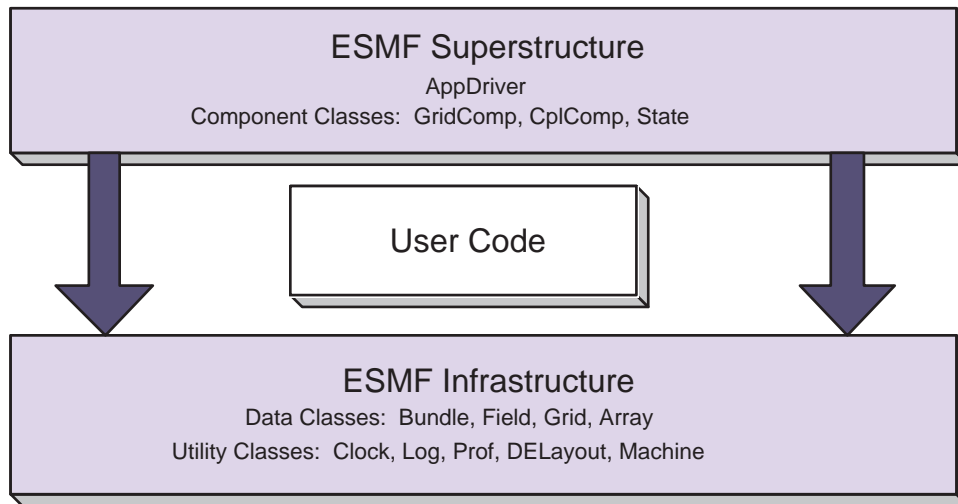 ESMF Superstructure
AppDriver
Component Classes: GridComp, CplComp, State
User Code
ESMF Infrastructure
Data Classes: Bundle, Field, Grid, Array
Utility Classes: Clock, Log, Prof, DELayout, Machine